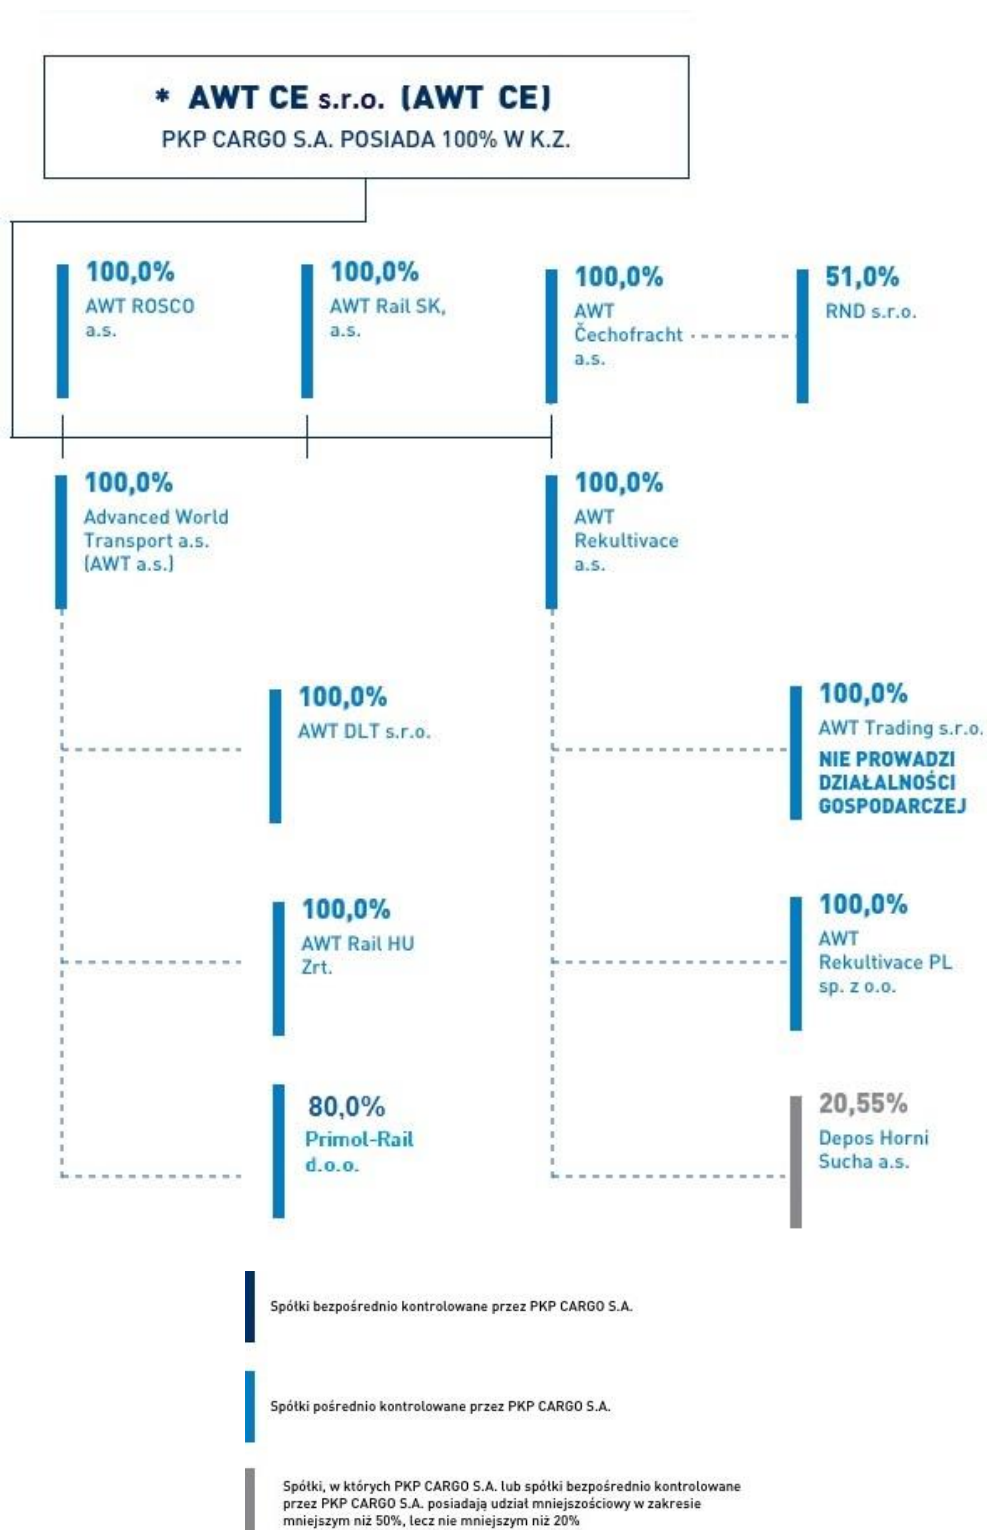 * AWT CE s.r.o. (AWT CE)
PKP CARGO S.A. POSIADA 100% W K.Z.
100,0%
AWT ROSCO
a.s.
100,0%
AWT Rail SK,
a.s.
100,0%
AWT
Čechofracht
a.s.
51,0%
RND s.r.o.
100,0%
Advanced World
Transport a.s.
(AWT a.s.)
100,0%
AWT
Rekultivace
a.s.
100,0%
AWT DLT s.r.o.
100,0%
AWT Trading s.r.o.
NIE PROWADZI
DZIAŁALNOŚCI
GOSPODARCZEJ
100,0%
AWT Rail HU
Zrt.
100,0%
AWT
Rekultivace PL
sp. z o.o.
80,0%
Primol-Rail
d.o.o.
20,55%
Depos Horni
Sucha a.s.
Spółki bezpośrednio kontrolowane przez PKP CARGO S.A.
Spółki pośrednio kontrolowane przez PKP CARGO S.A.
Spółki, w których PKP CARGO S.A. lub spółki bezpośrednio kontrolowane
przez PKP CARGO S.A. posiadają udział mniejszościowy w zakresie
mniejszym niż 50%, lecz nie mniejszym niż 20%